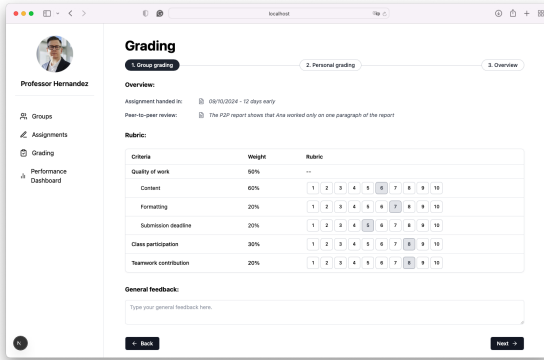 localhost
Grading
1. Group grading
2. Personal grading
3. Overview
Professor Hernandez
Groups
Assignments
Grading
Performance
Dashboard
Overview:
Assignment handed in: 09/10/2024 - 12 days early
Peer-to-peer review: The P2P report shows that Ana worked only on one paragraph of the report
Rubric:
Criteria Weight Rubric
Quality of work 50% --
Content 60% 1 2 3 4 5 6 7 8 9 10
Formatting 20% 1 2 3 4 5 6 7 8 9 10
Submission deadline 20% 1 2 3 4 5 6 7 8 9 10
Class participation 30% 1 2 3 4 5 6 7 8 9 10
Teamwork contribution 20% 1 2 3 4 5 6 7 8 9 10
General feedback:
Type your general feedback here.
← Back
Next →
N